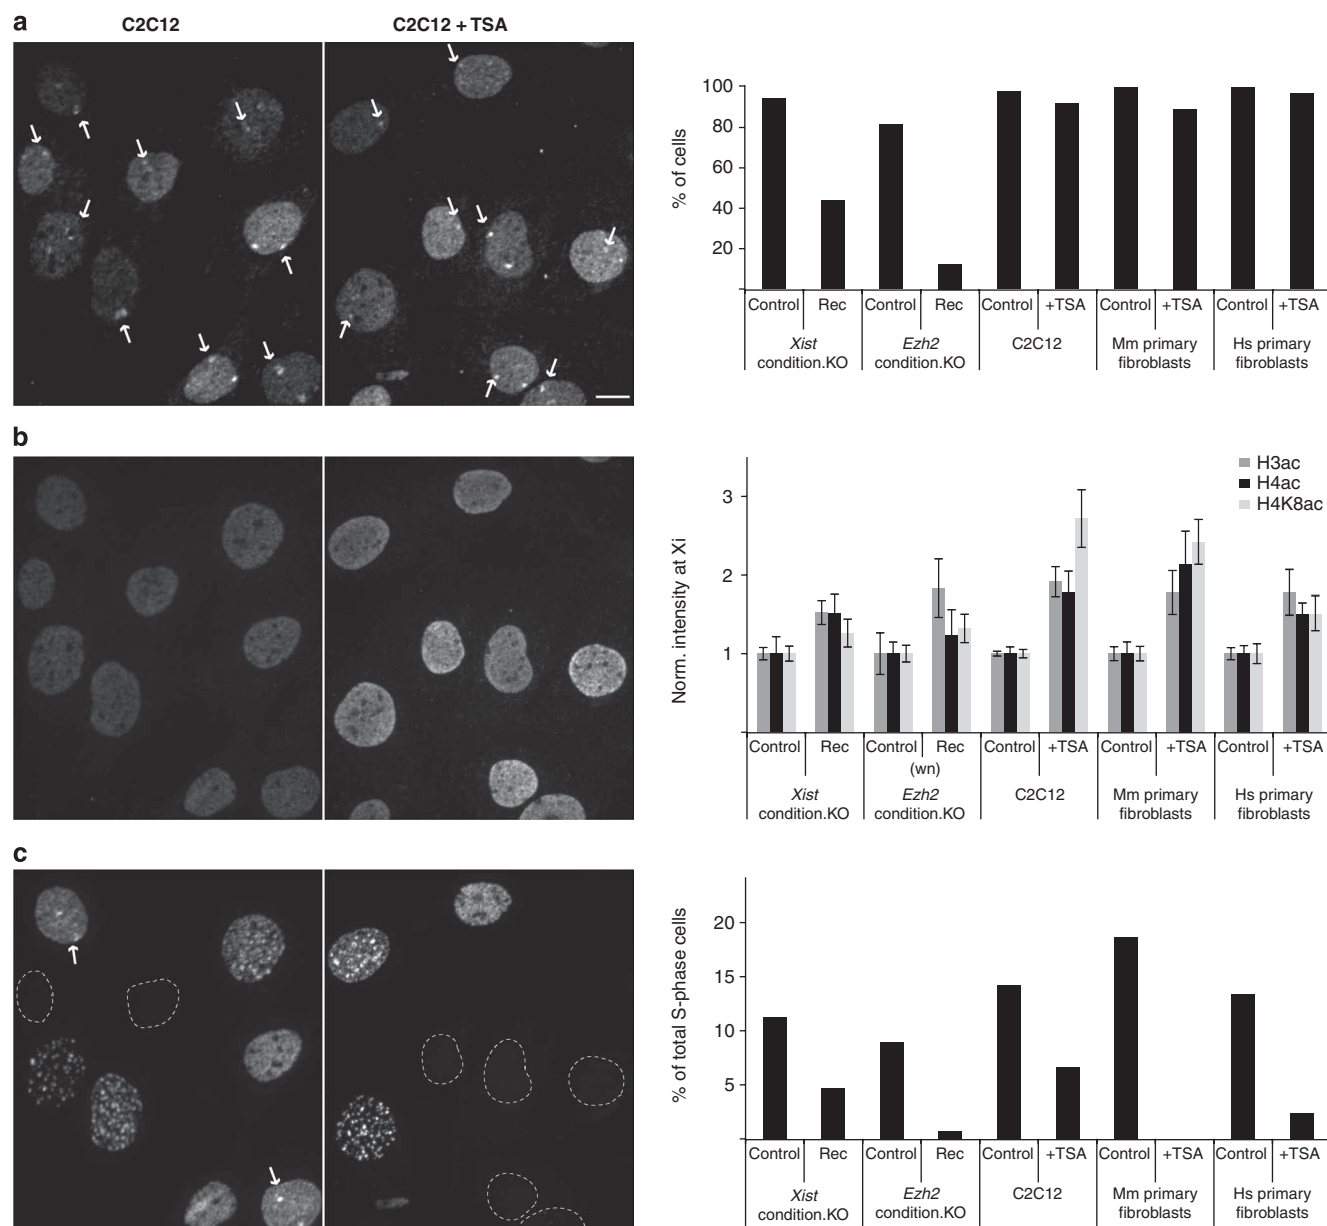 a
C2C12
C2C12 + TSA
% of cells
100
80
60
40
20
Control Rec Control Rec Control +TSA Control +TSA Control +TSA
Xist condition.KO
Ezh2 condition.KO
C2C12
Mm primary fibroblasts
Hs primary fibroblasts
b
Norm. intensity at Xi
3
2
1
H3ac
H4ac
H4K8ac
Control Rec Control Rec (wn) Control +TSA Control +TSA Control +TSA
Xist condition.KO
Ezh2 condition.KO
C2C12
Mm primary fibroblasts
Hs primary fibroblasts
c
% of total S-phase cells
20
15
10
5
Control Rec Control Rec Control +TSA Control +TSA Control +TSA
Xist condition.KO
Ezh2 condition.KO
C2C12
Mm primary fibroblasts
Hs primary fibroblasts